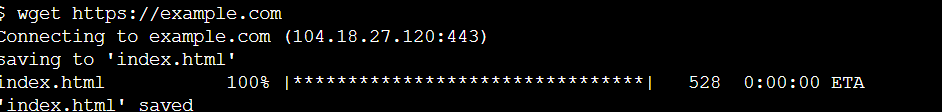 $ wget https://example.com
Connecting to example.com (104.18.27.120:443)
saving to 'index.html'
index.html           100% |********************************|   528  0:00:00 ETA
'index.html' saved